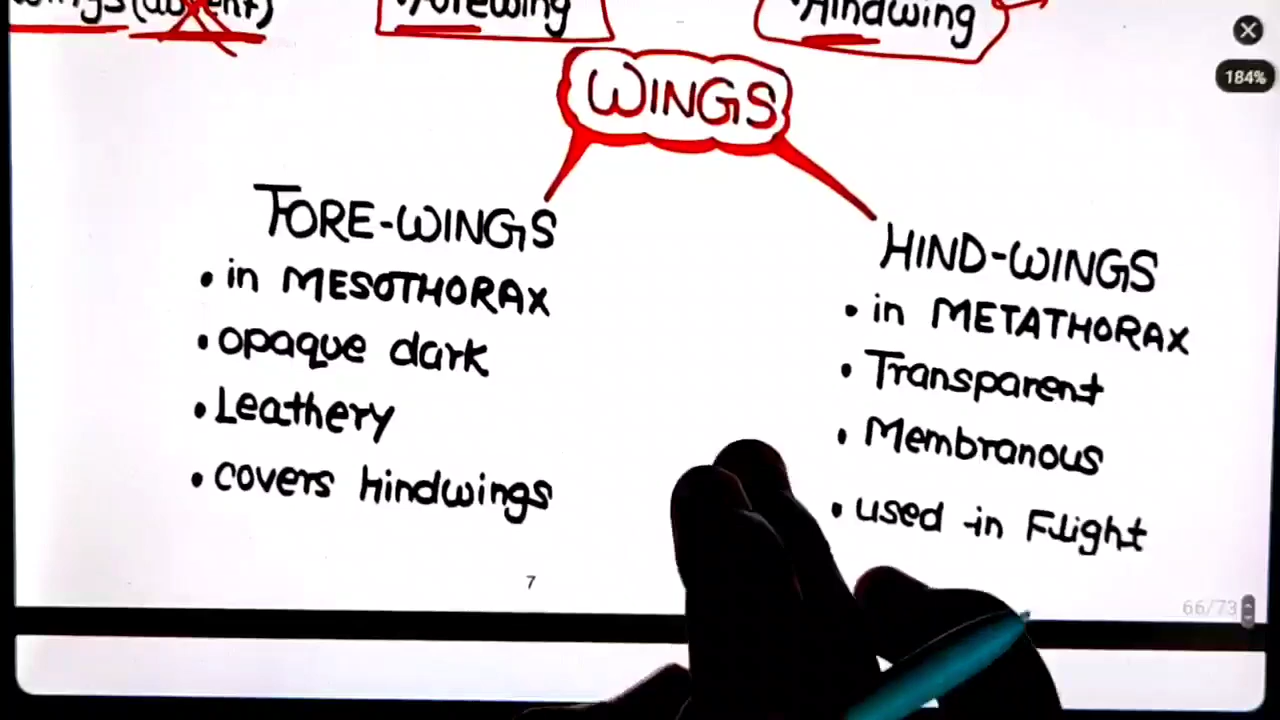 Forewing
Hindwing
184%
WINGS
FORE-WINGS
• in MESOTHORAX
• opaque dark
• Leathery
• covers hindwings
HIND-WINGS
• in METATHORAX
• Transparent
• Membranous
• used in Flight
7
66/73